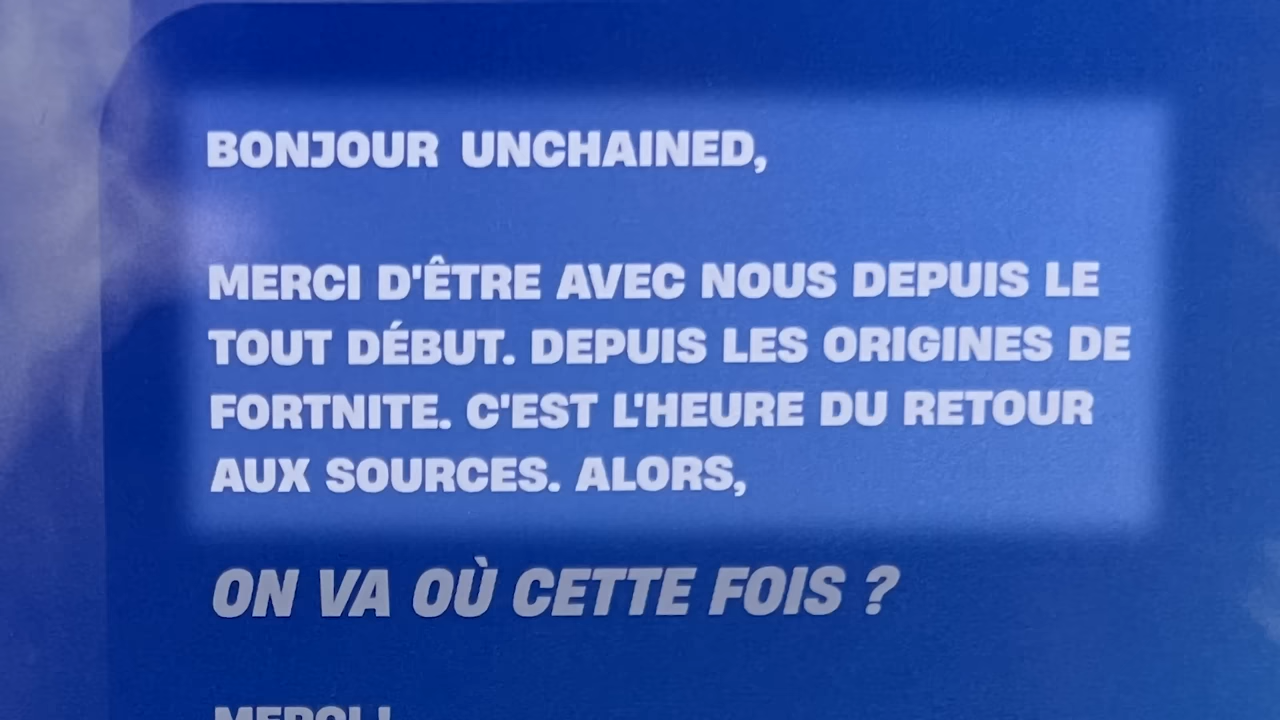 BONJOUR UNCHAINED,
MERCI D'ÊTRE AVEC NOUS DEPUIS LE
TOUT DÉBUT. DEPUIS LES ORIGINES DE
FORTNITE. C'EST L'HEURE DU RETOUR
AUX SOURCES. ALORS,
ON VA OÙ CETTE FOIS ?
MERCI !